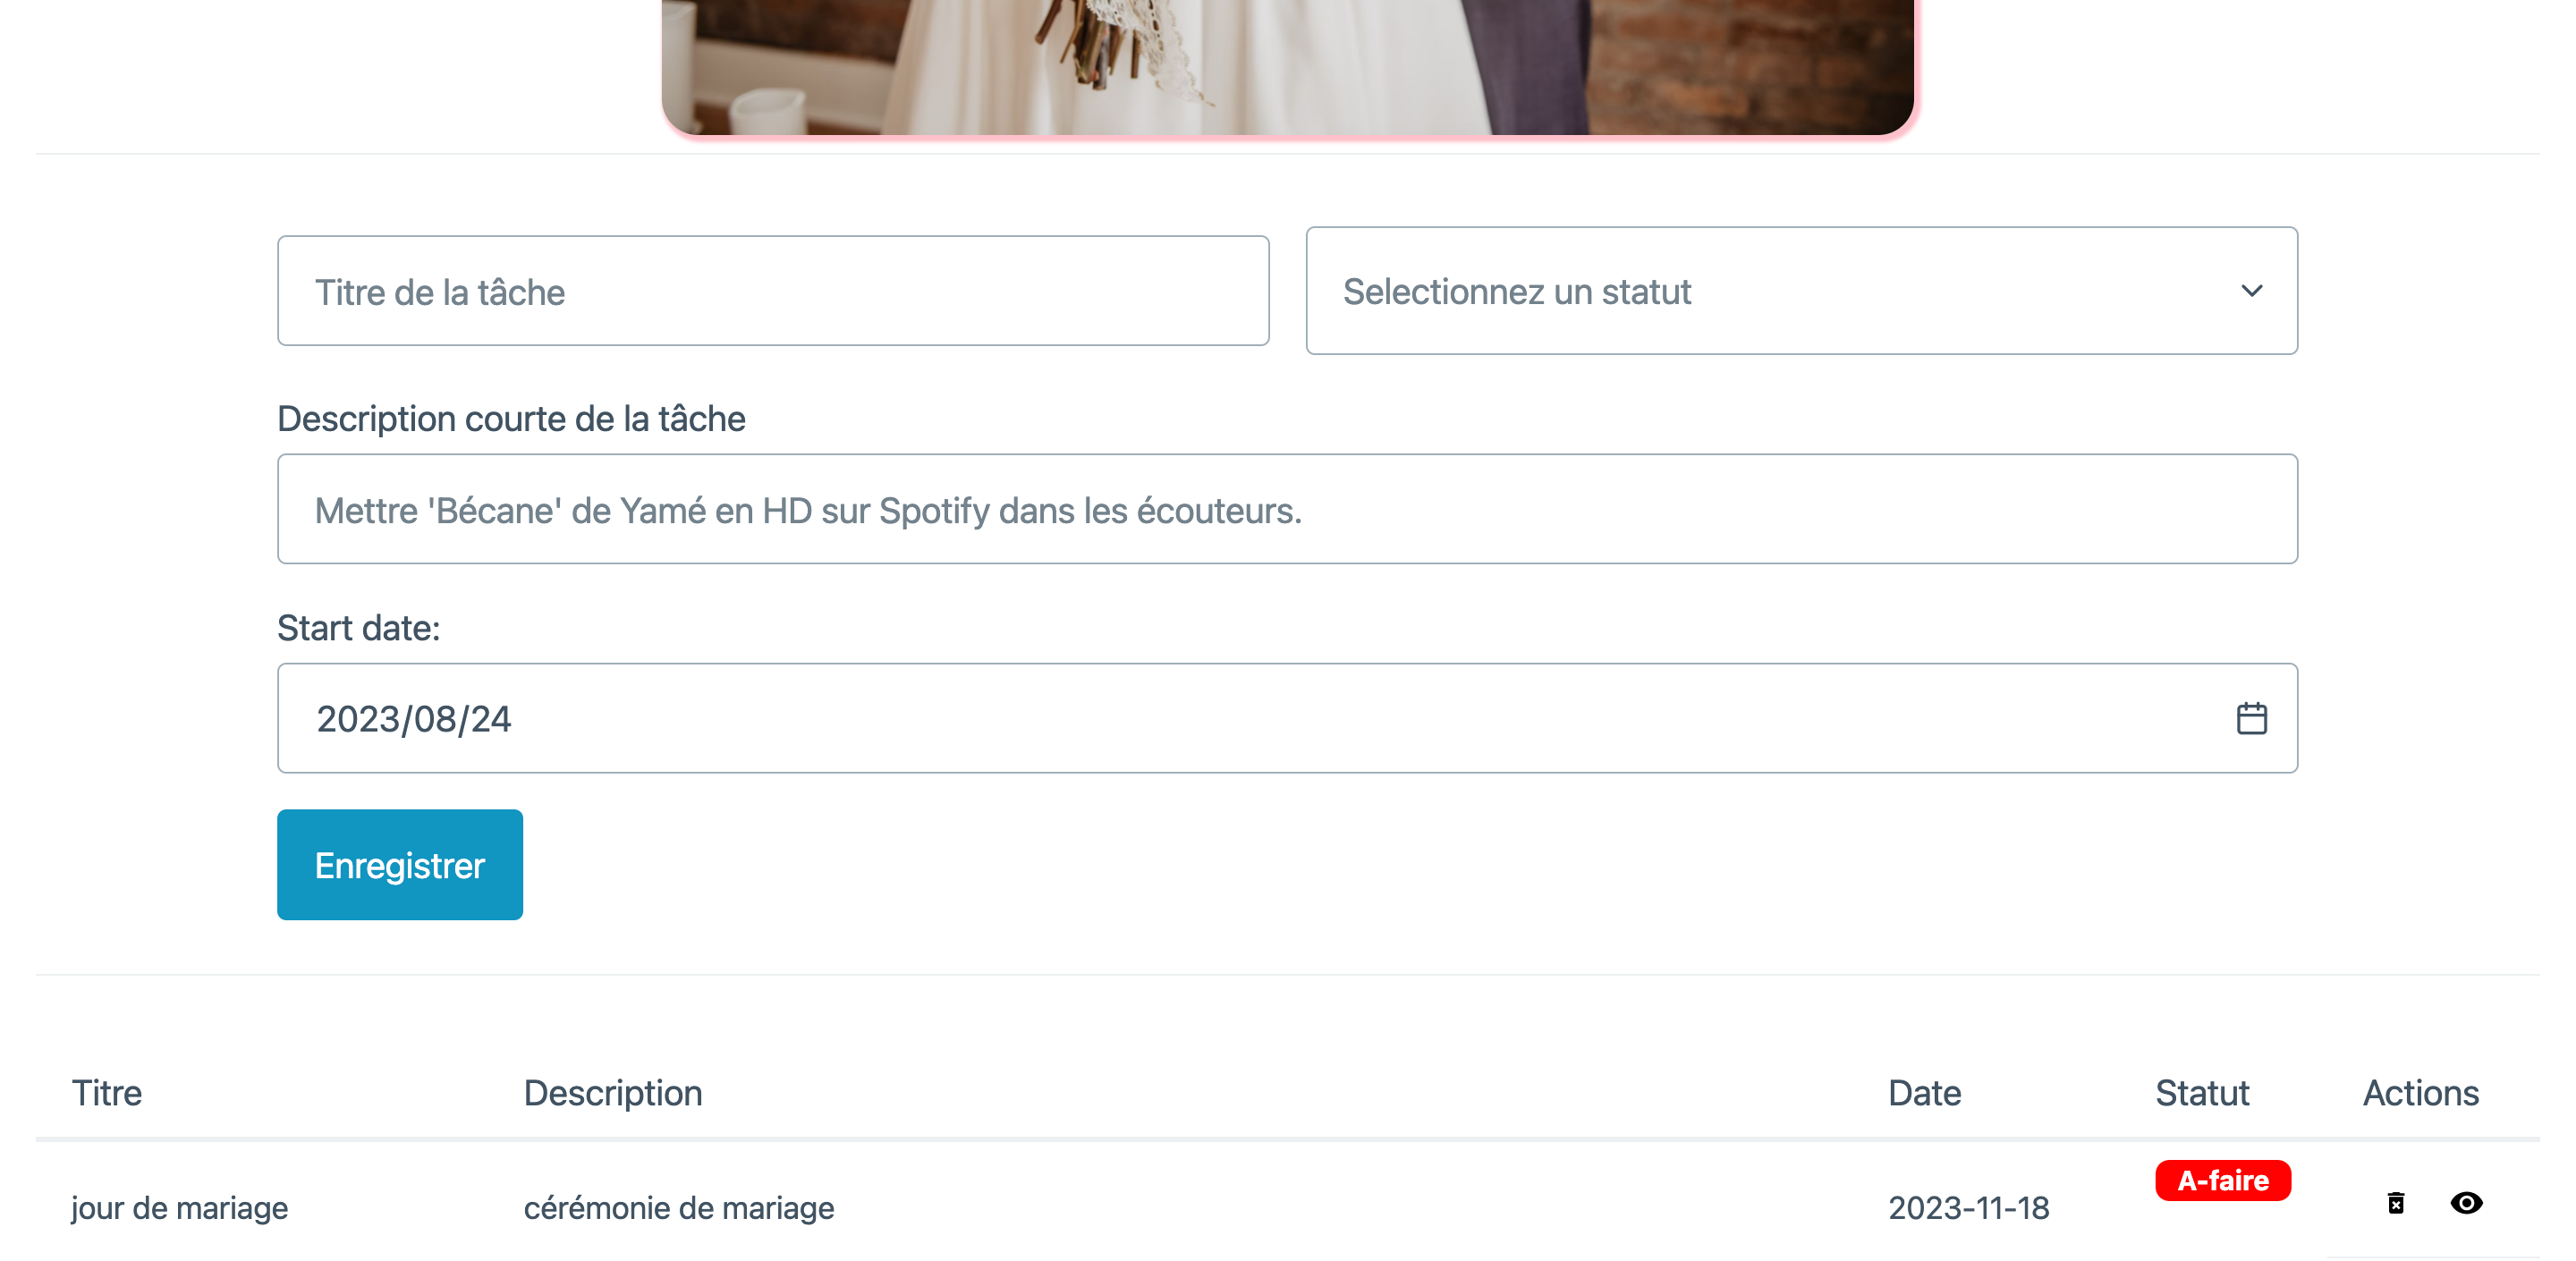 Titre de la tâche
Selectionnez un statut
Description courte de la tâche
Mettre 'Bécane' de Yamé en HD sur Spotify dans les écouteurs.
Start date:
2023/08/24
Enregistrer
Titre Description Date Statut Actions
jour de mariage cérémonie de mariage 2023-11-18 A-faire